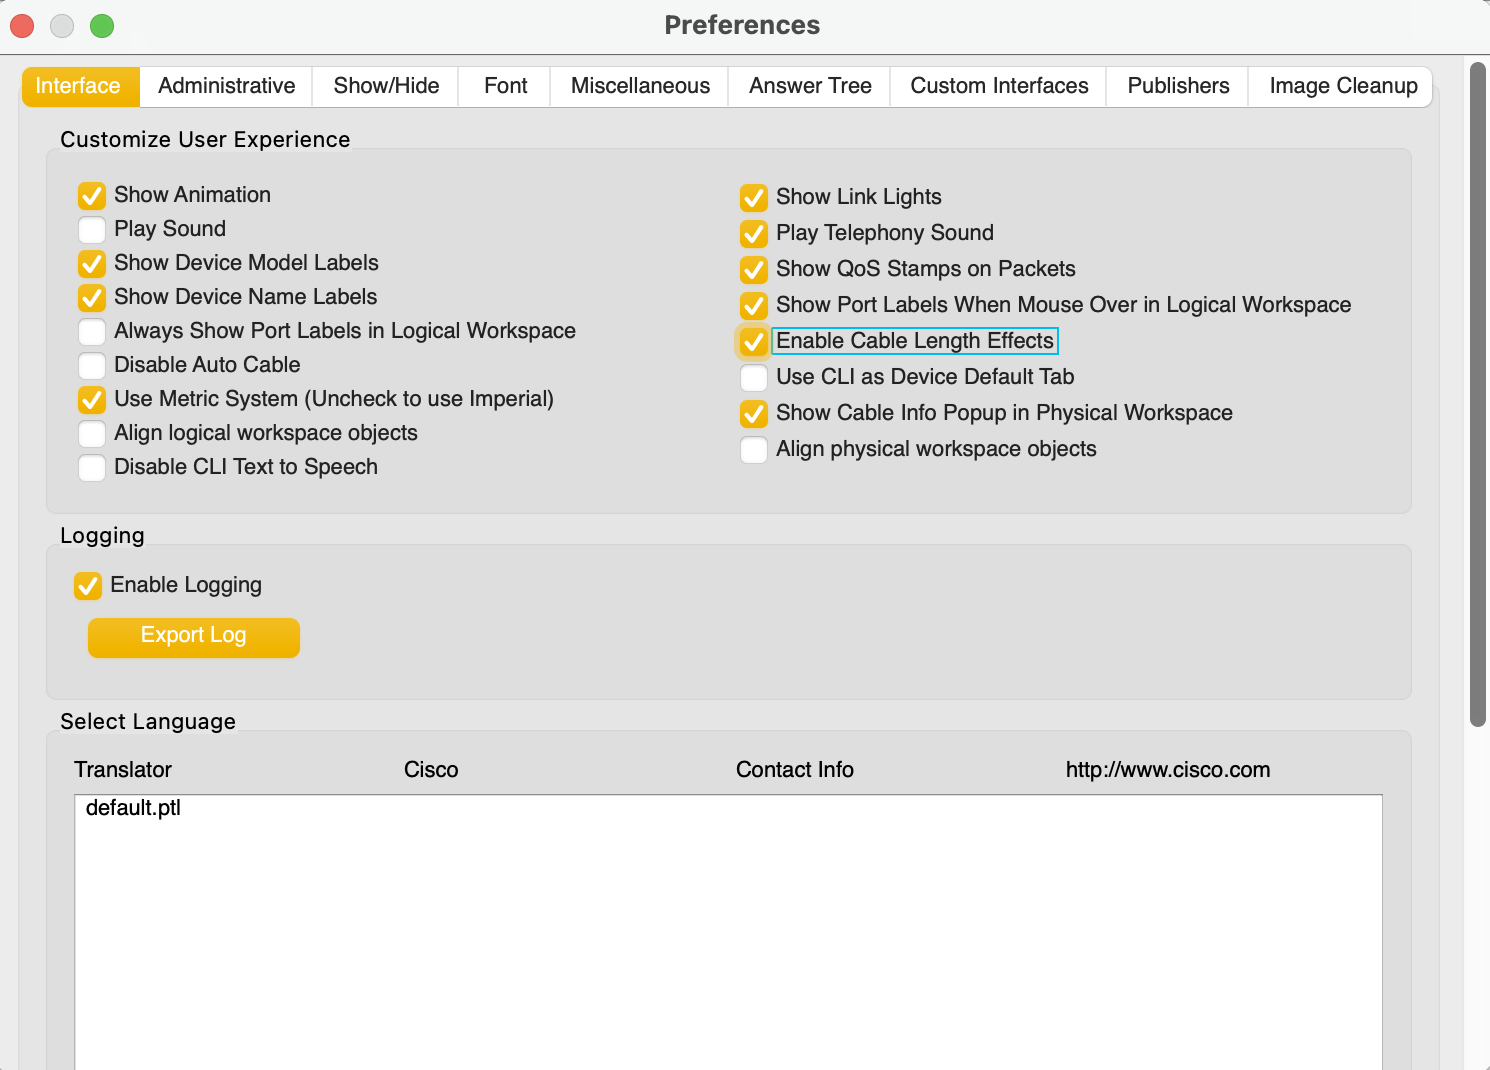 Preferences
Interface Administrative Show/Hide Font Miscellaneous Answer Tree Custom Interfaces Publishers Image Cleanup
Customize User Experience
Show Animation
Play Sound
Show Device Model Labels
Show Device Name Labels
Always Show Port Labels in Logical Workspace
Disable Auto Cable
Use Metric System (Uncheck to use Imperial)
Align logical workspace objects
Disable CLI Text to Speech
Show Link Lights
Play Telephony Sound
Show QoS Stamps on Packets
Show Port Labels When Mouse Over in Logical Workspace
Enable Cable Length Effects
Use CLI as Device Default Tab
Show Cable Info Popup in Physical Workspace
Align physical workspace objects
Logging
Enable Logging
Export Log
Select Language
Translator Cisco Contact Info http://www.cisco.com
default.ptl